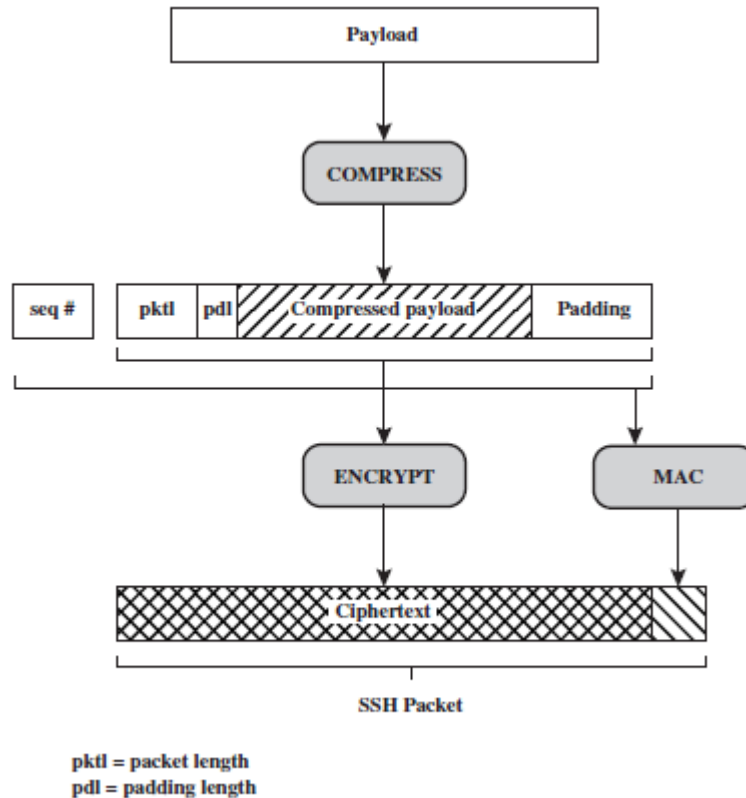 Payload
COMPRESS
seq # pktl pdl Compressed payload Padding
ENCRYPT MAC
Ciphertext
SSH Packet
pktl = packet length
pdl = padding length